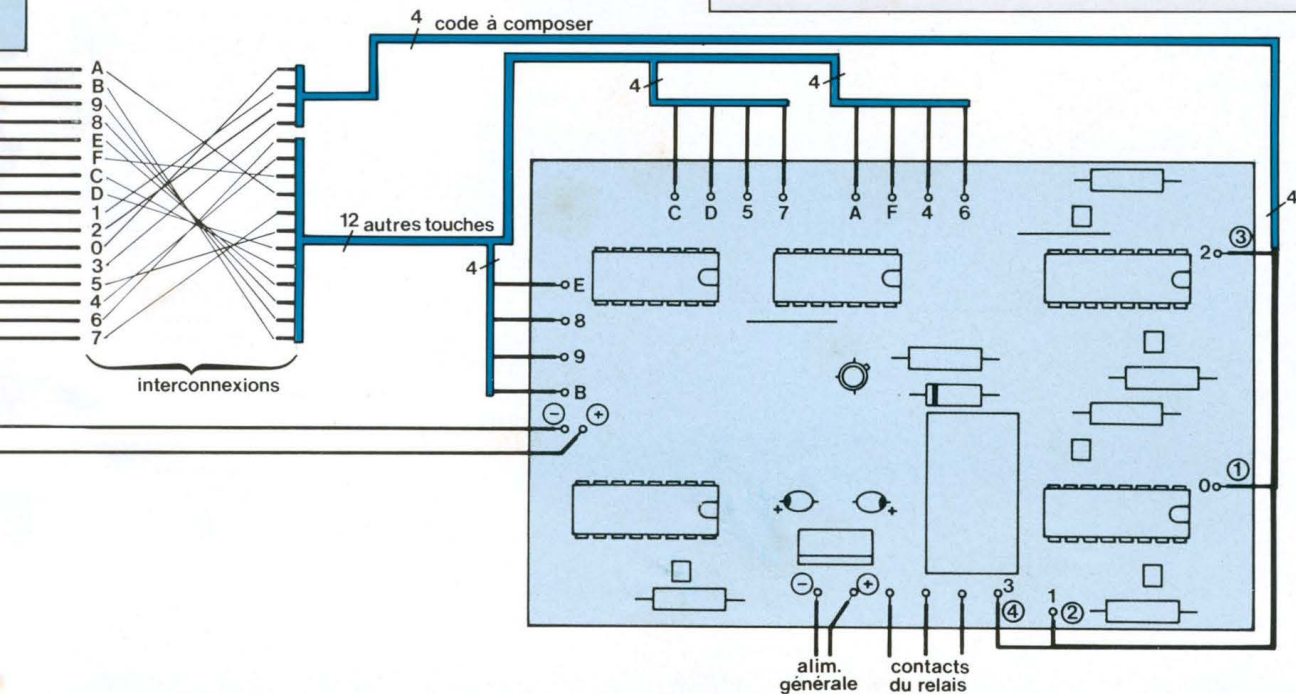 4 code à composer
4
4
A
B
9
8
E
F
C
D
1
2
0
3
5
4
6
7
interconnexions
12 autres touches
4
4
C D 5 7
A F 4 6
2 ③
E
8
9
B
− +
0 ①
+ +
− +
3 ④
1 ②
alim.
générale
contacts
du relais